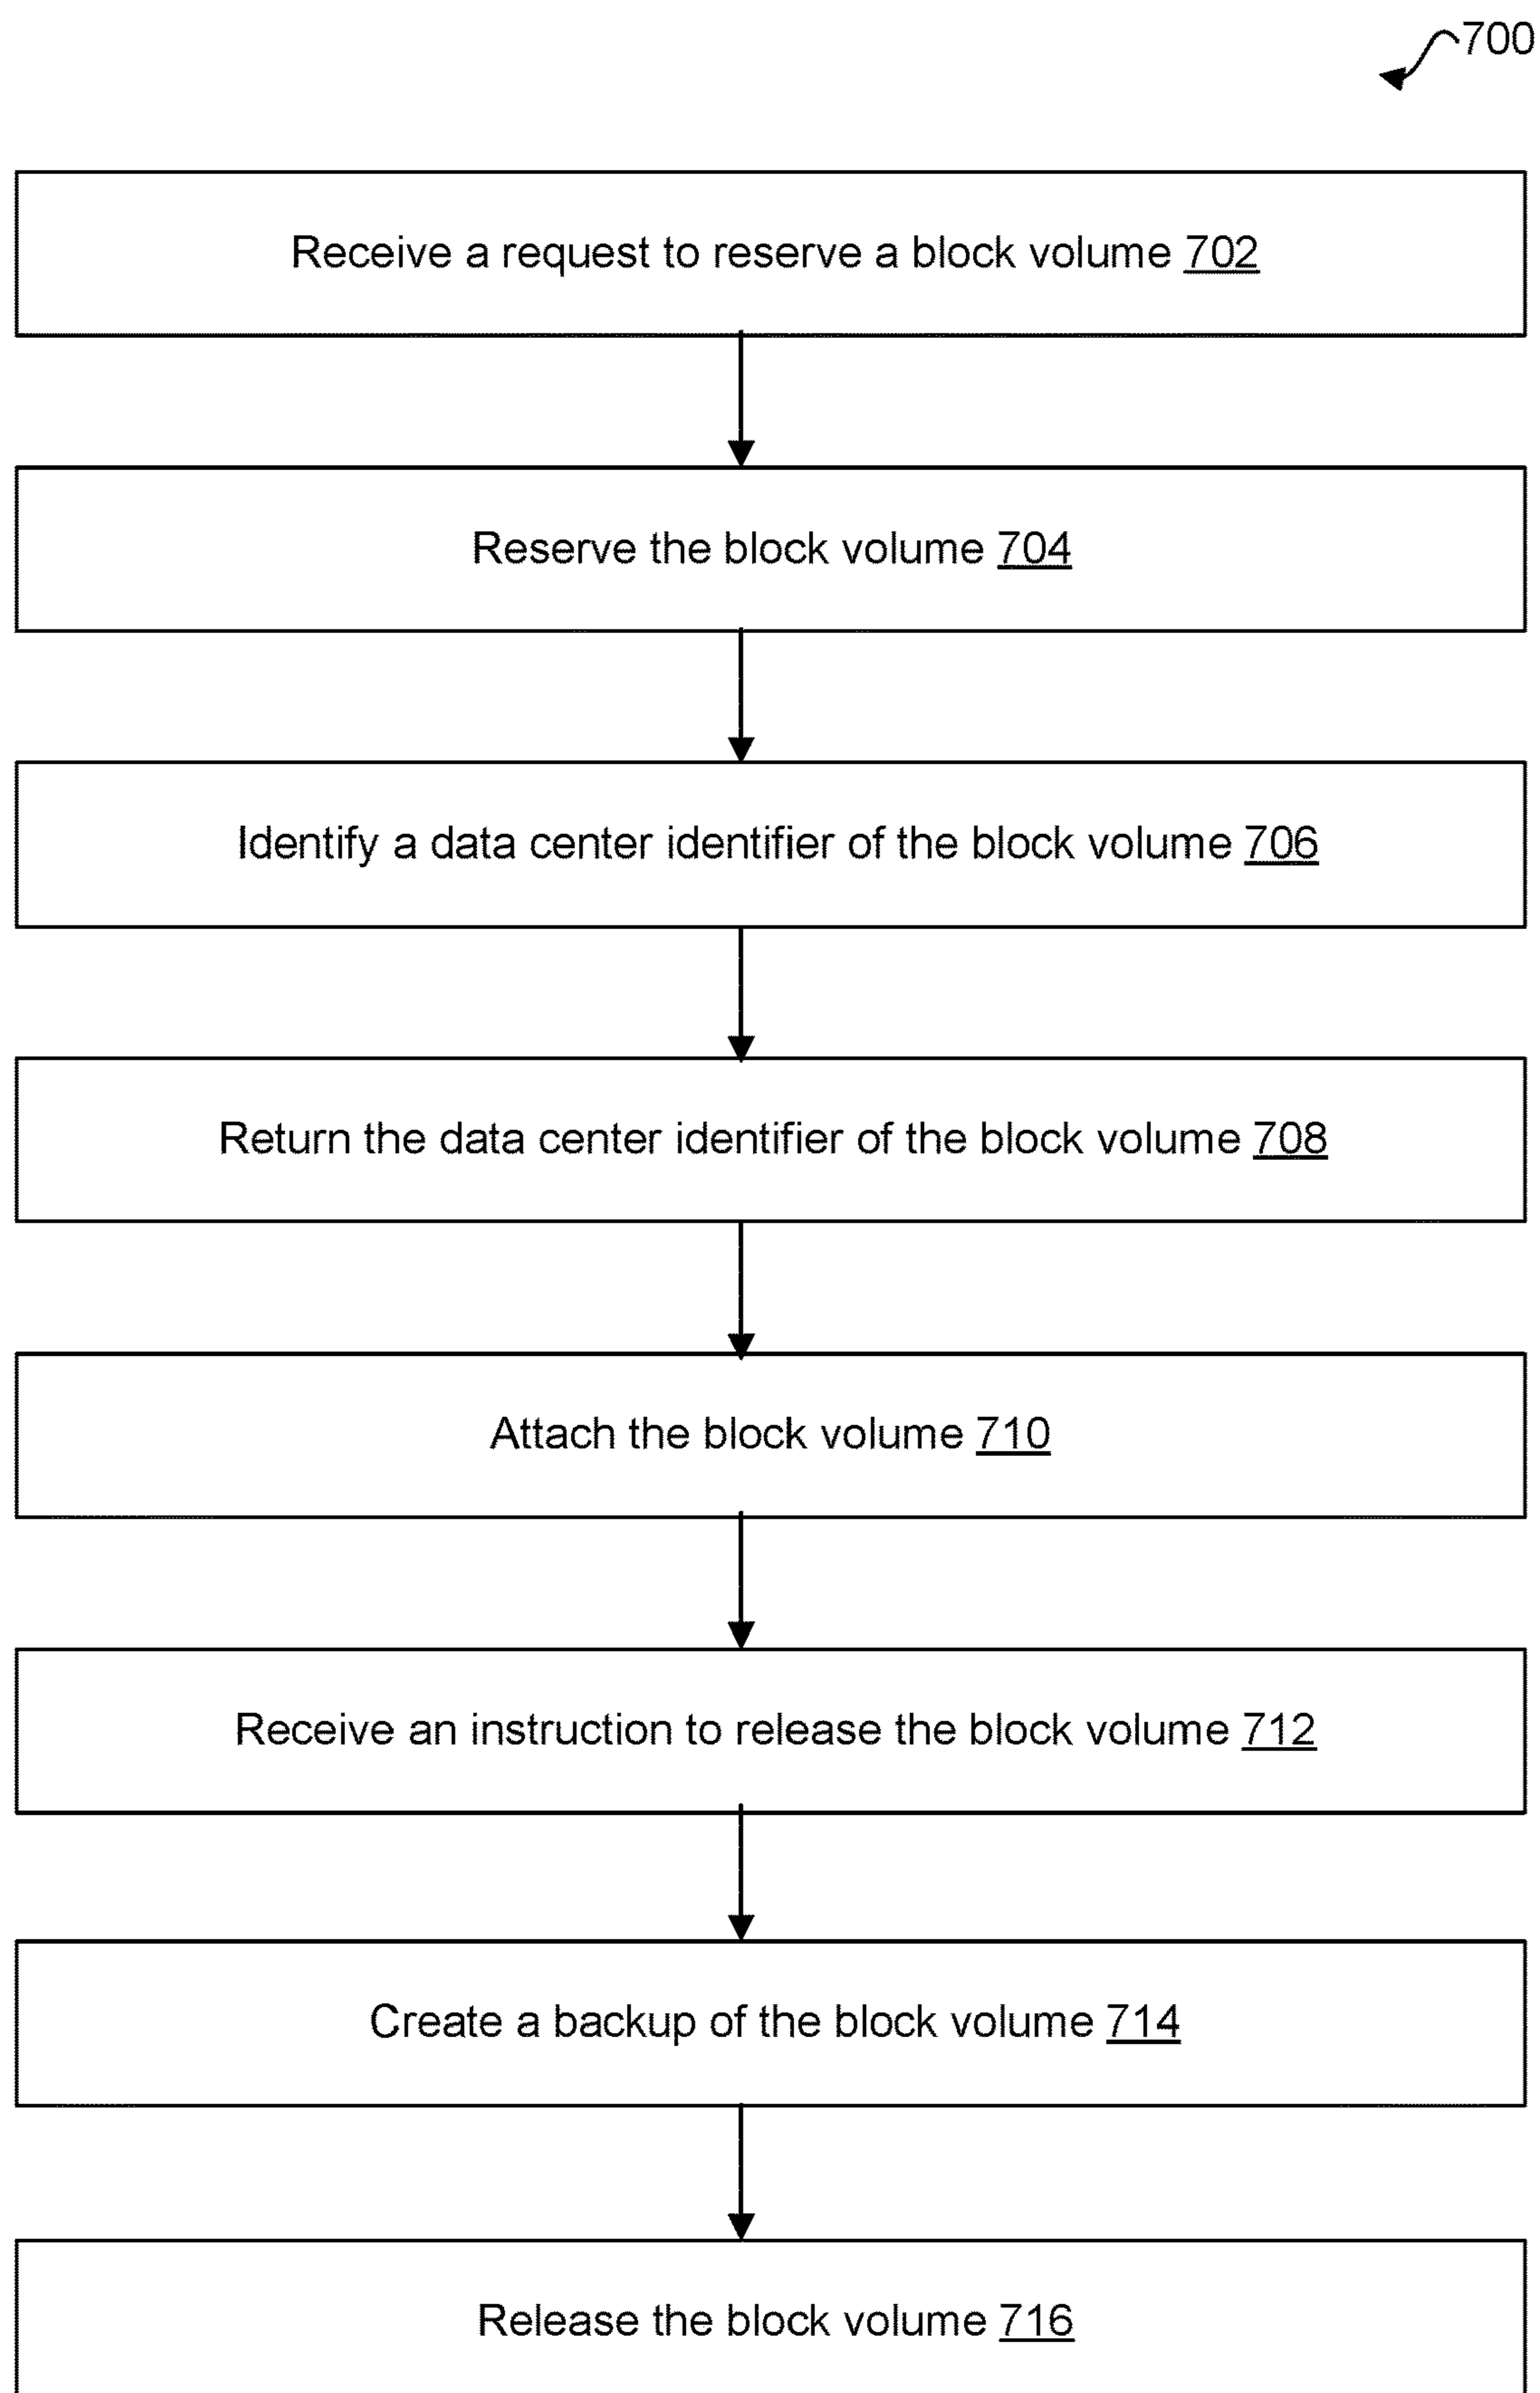 700
Receive a request to reserve a block volume 702
Reserve the block volume 704
Identify a data center identifier of the block volume 706
Return the data center identifier of the block volume 708
Attach the block volume 710
Receive an instruction to release the block volume 712
Create a backup of the block volume 714
Release the block volume 716